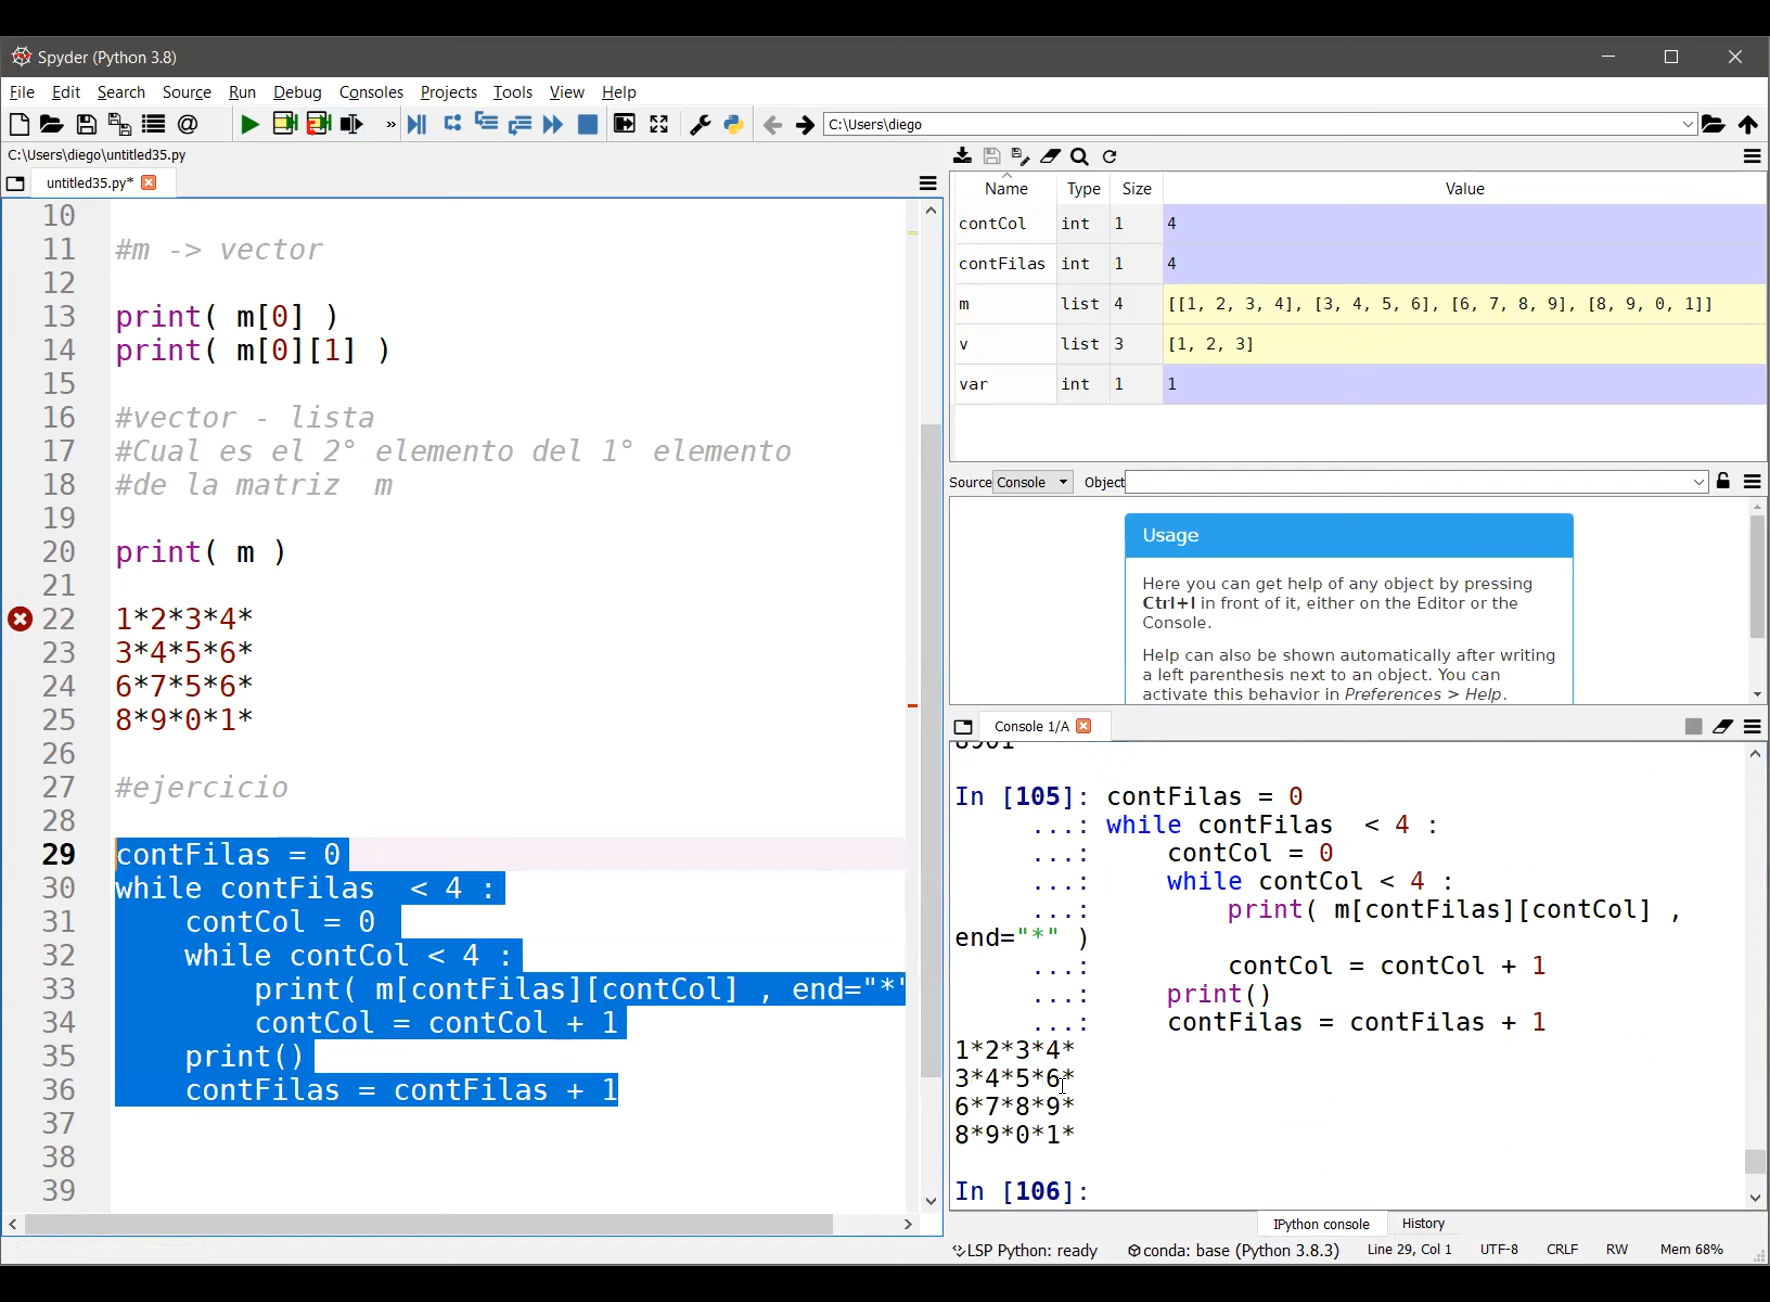 Spyder (Python 3.8)
File Edit Search Source Run Debug Consoles Projects Tools View Help
C:\Users\diego
C:\Users\diego\untitled35.py
untitled35.py*
10
11 #m -> vector
12
13 print( m[0] )
14 print( m[0][1] )
15
16 #vector - lista
17 #Cual es el 2° elemento del 1° elemento
18 #de la matriz  m
19
20 print( m )
21
22 1*2*3*4*
23 3*4*5*6*
24 6*7*5*6*
25 8*9*0*1*
26
27 #ejercicio
28
29 contFilas = 0
30 while contFilas  < 4 :
31     contCol = 0
32     while contCol < 4 :
33         print( m[contFilas][contCol] , end="*"
34         contCol = contCol + 1
35     print()
36     contFilas = contFilas + 1
37
38
39
Name Type Size Value
contCol int 1 4
contFilas int 1 4
m list 4 [[1, 2, 3, 4], [3, 4, 5, 6], [6, 7, 8, 9], [8, 9, 0, 1]]
v list 3 [1, 2, 3]
var int 1 1
Source Console Object
Usage
Here you can get help of any object by pressing
Ctrl+I in front of it, either on the Editor or the
Console.
Help can also be shown automatically after writing
a left parenthesis next to an object. You can
activate this behavior in Preferences > Help.
Console 1/A
8901
In [105]: contFilas = 0
...: while contFilas  < 4 :
...:     contCol = 0
...:     while contCol < 4 :
...:         print( m[contFilas][contCol] ,
end="*" )
...:         contCol = contCol + 1
...:     print()
...:     contFilas = contFilas + 1
1*2*3*4*
3*4*5*6*
6*7*8*9*
8*9*0*1*
In [106]:
IPython console History
LSP Python: ready conda: base (Python 3.8.3) Line 29, Col 1 UTF-8 CRLF RW Mem 68%